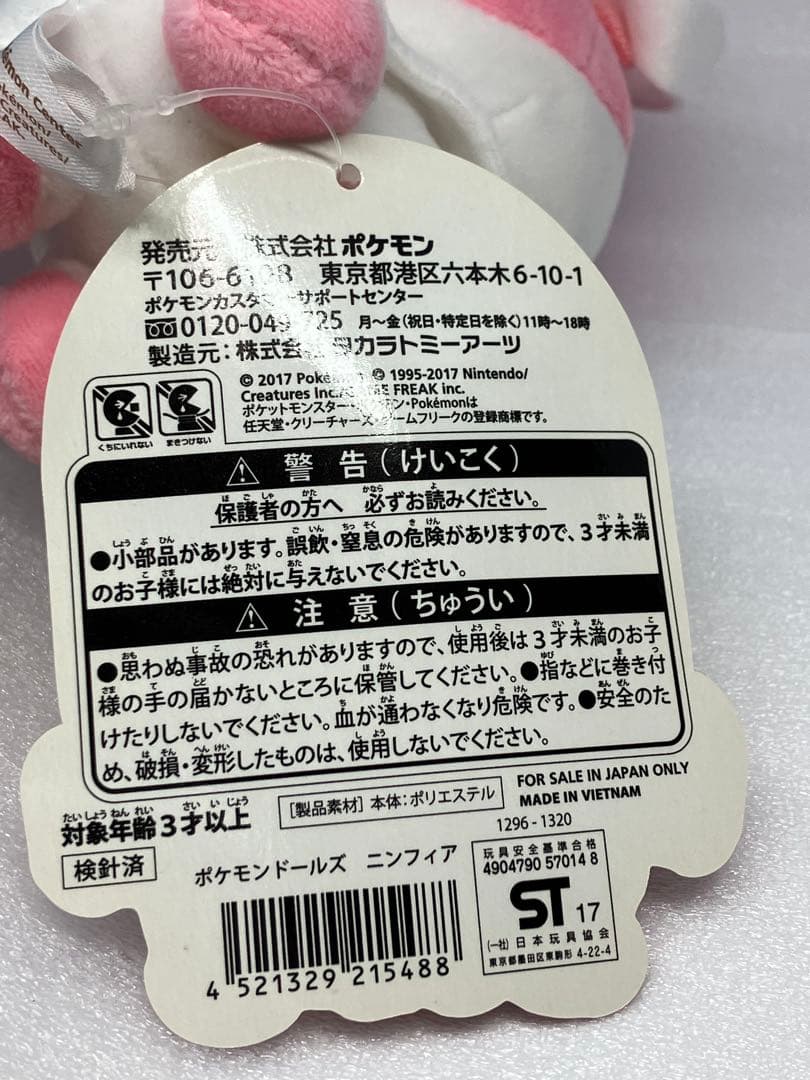 émon Center
Pokémon/
Creatures/
AK
発売元 株式会社 ポケモン
〒106-6108 東京都港区六本木6-10-1
ポケモンカスタマーサポートセンター
0120-049-725 月～金(祝日・特定日を除く)11時～18時
製造元：株式会社 タカラトミーアーツ
© 2017 Pokémon © 1995-2017 Nintendo/
Creatures Inc./GAME FREAK inc.
ポケットモンスター・ポケモン・Pokémonは
任天堂・クリーチャーズ・ゲームフリークの登録商標です。
くちにいれない まきつけない
警告(けいこく)
保護者の方へ 必ずお読みください。
●小部品があります。誤飲・窒息の危険がありますので、3才未満
のお子様には絶対に与えないでください。
注意(ちゅうい)
●思わぬ事故の恐れがありますので、使用後は3才未満のお子
様の手の届かないところに保管してください。●指などに巻き付
けたりしないでください。血が通わなくなり危険です。●安全のた
め、破損・変形したものは、使用しないでください。
対象年齢3才以上
[製品素材] 本体：ポリエステル
FOR SALE IN JAPAN ONLY
MADE IN VIETNAM
1296-1320
検針済
ポケモンドールズ ニンフィア
4 521329 215488
玩具安全基準合格
4904790 57014 8
ST 17
(一社)日本玩具協会
東京都墨田区東駒形 4-22-4